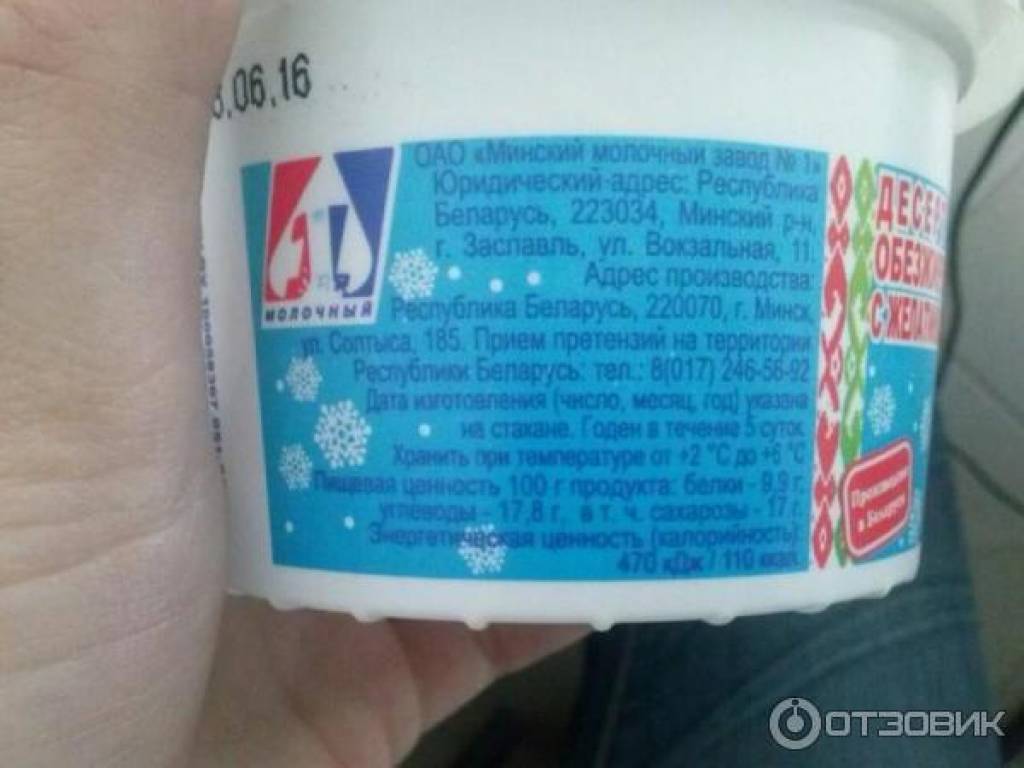 .06.16
МОЛОЧНЫЙ
ОАО «Минский молочный завод № 1»
Юридический адрес: Республика
Беларусь, 223034, Минский р-н,
г. Заславль, ул. Вокзальная, 11.
Адрес производства:
Республика Беларусь, 220070, г. Минск,
ул. Солтыса, 185. Прием претензий на территории
Республики Беларусь: тел.: 8(017) 246-56-92
Дата изготовления (число, месяц, год) указана
на стакане. Годен в течение 5 суток.
Хранить при температуре от +2 °С до +6 °С
Пищевая ценность 100 г продукта: белки - 9,9 г,
углеводы - 17,8 г, в т. ч. сахарозы - 17 г.
Энергетическая ценность (калорийность):
470 кДж / 110 ккал.
ДЕСЕР
ОБЕЗЖИ
С ЖЕЛАТИ
Произведено
в Беларуси
ОТЗОВИК